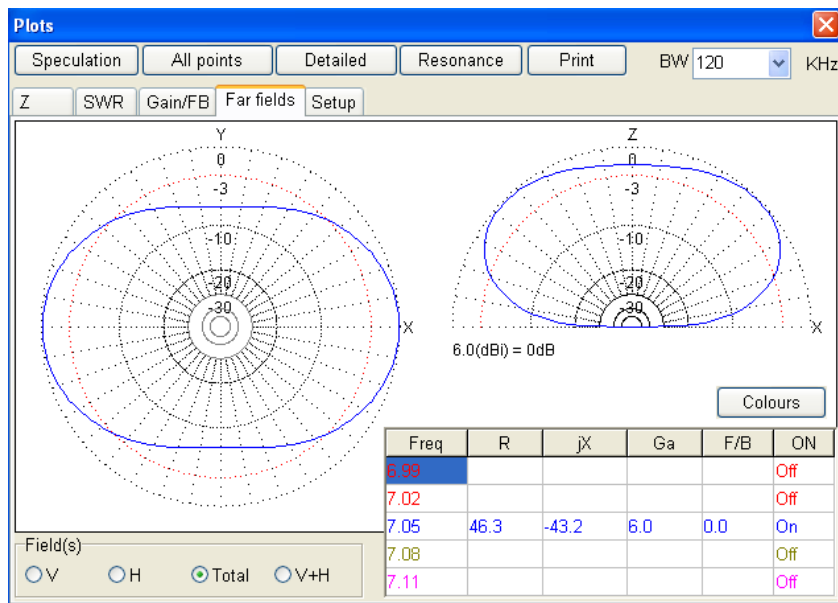 Plots
Speculation All points Detailed Resonance Print BW 120 KHz
Z SWR Gain/FB Far fields Setup
Y
0
-3
-10
-20
-30
X
Z
0
-3
-10
-20
-30
X
6.0(dBi) = 0dB
Colours
Freq R jX Ga F/B ON
6.99 Off
7.02 Off
7.05 46.3 -43.2 6.0 0.0 On
7.08 Off
7.11 Off
Field(s)
V H Total V+H